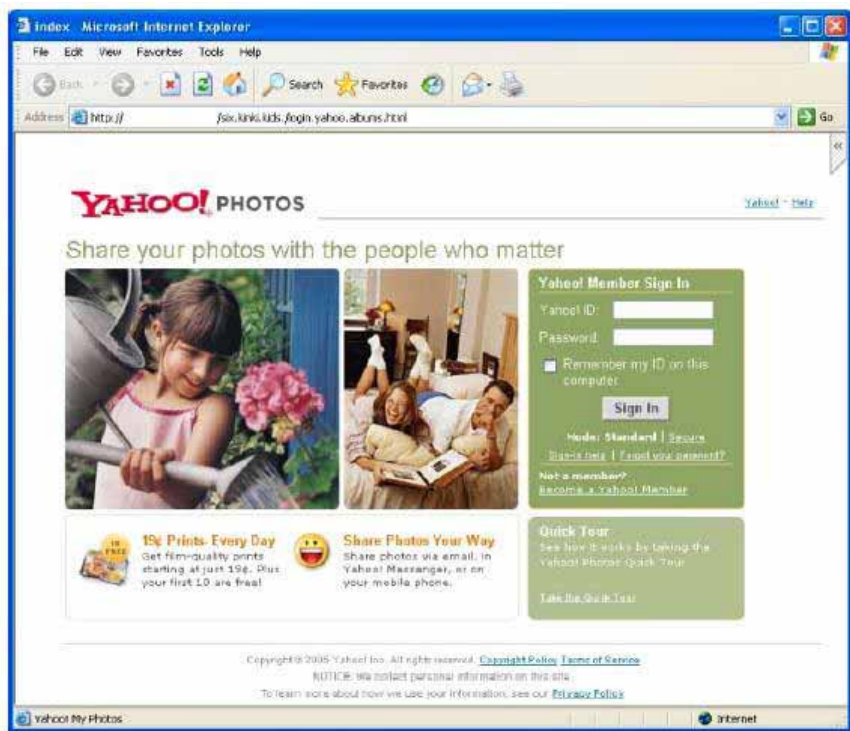 index - Microsoft Internet Explorer
File Edit View Favorites Tools Help
Back Search Favorites
Address http:// /six.kinki.kids./login.yahoo.albums.html Go
YAHOO! PHOTOS
Yahoo! - Help
Share your photos with the people who matter
Yahoo! Member Sign In
Yahoo! ID:
Password:
Remember my ID on this
computer
Sign In
Mode: Standard | Secure
Sign-in help | Forgot your password?
Not a member?
Become a Yahoo! Member
10
FREE
19¢ Prints Every Day
Get film-quality prints
starting at just 19¢. Plus
your first 10 are free!
Share Photos Your Way
Share photos via email, in
Yahoo! Messenger, or on
your mobile phone.
Quick Tour
See how it works by taking the
Yahoo! Photos Quick Tour
Take the Quick Tour
Copyright © 2005 Yahoo! Inc. All rights reserved. Copyright Policy Terms of Service
NOTICE: We collect personal information on this site.
To learn more about how we use your information, see our Privacy Policy
Yahoo! My Photos
Internet